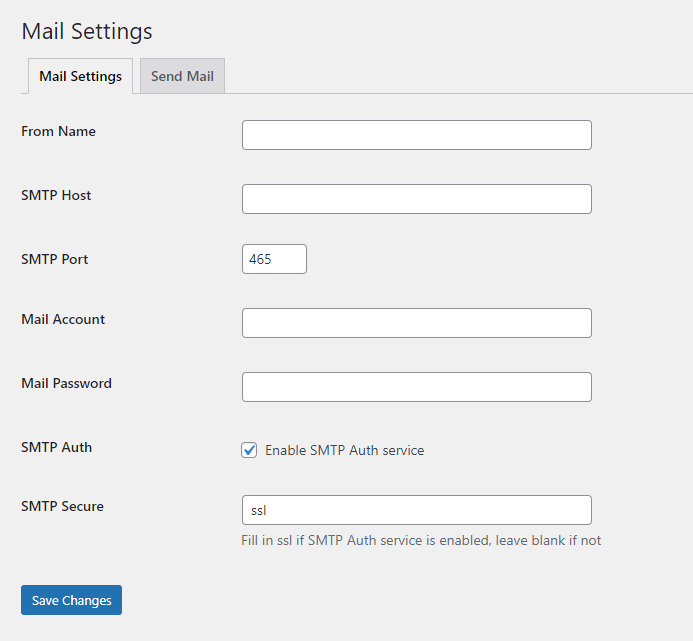 Mail Settings
Mail Settings
Send Mail
From Name
SMTP Host
SMTP Port
465
Mail Account
Mail Password
SMTP Auth
Enable SMTP Auth service
SMTP Secure
ssl
Fill in ssl if SMTP Auth service is enabled, leave blank if not
Save Changes